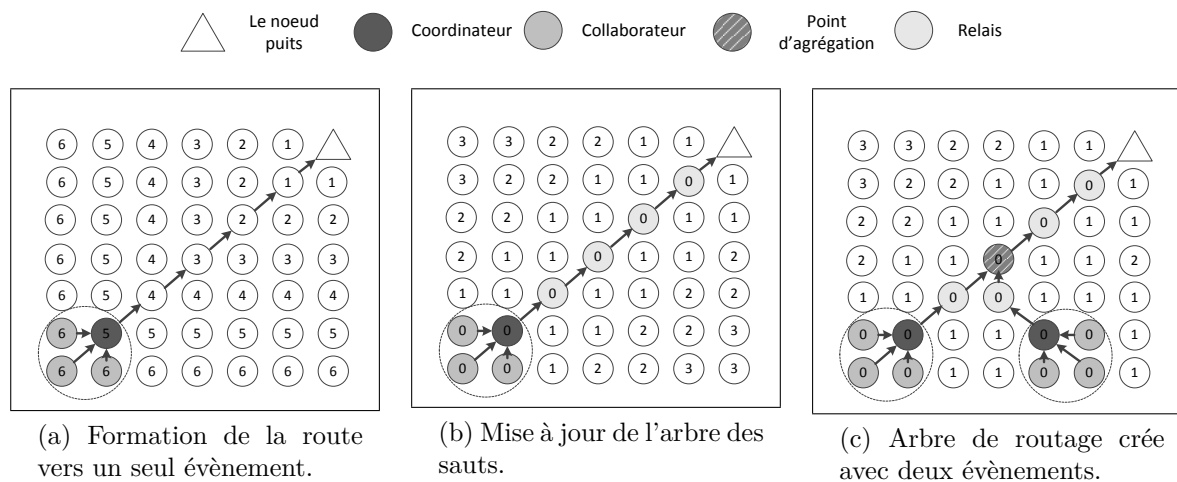 Le noeud
puits
Coordinateur
Collaborateur
Point
d'agrégation
Relais
6 5 4 3 2 1
6 5 4 3 2 1 1
6 5 4 3 2 2 2
6 5 4 3 3 3 3
6 5 4 4 4 4 4
6 5 5 5 5 5 5
6 6 6 6 6 6 6
(a) Formation de la route
vers un seul évènement.
3 3 2 2 1 1
3 2 2 1 1 0 1
2 2 1 1 0 1 1
2 1 1 0 1 1 2
1 1 0 1 1 2 2
0 0 1 1 2 2 3
0 0 1 2 2 3 3
(b) Mise à jour de l'arbre des
sauts.
3 3 2 2 1 1
3 2 2 1 1 0 1
2 2 1 1 0 1 1
2 1 1 0 1 1 2
1 1 0 0 1 1 1
0 0 1 1 0 0 1
0 0 1 1 0 0 1
(c) Arbre de routage crée
avec deux évènements.